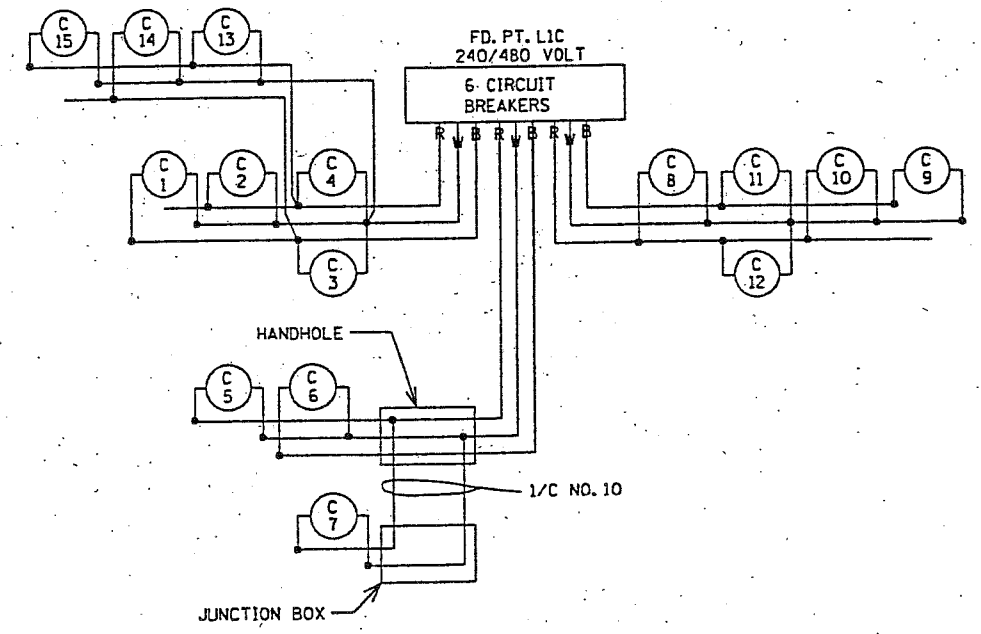 C
15
C
14
C
13
FD. PT. L1C
240/480 VOLT
6 CIRCUIT
BREAKERS
R W B R W B R W B
C
1
C
2
C
4
C
8
C
11
C
10
C
9
C
3
C
12
HANDHOLE
C
5
C
6
1/C NO. 10
C
7
JUNCTION BOX